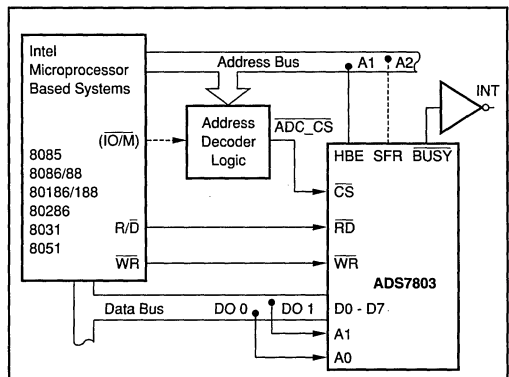 Intel
Microprocessor
Based Systems
Address Bus
A1
A2
INT
(IO/M)
Address
Decoder
Logic
ADC_CS
HBE
SFR
BUSY
8085
8086/88
80186/188
80286
8031
8051
CS
R/D
RD
WR
WR
ADS7803
Data Bus
DO 0
DO 1
D0 - D7
A1
A0